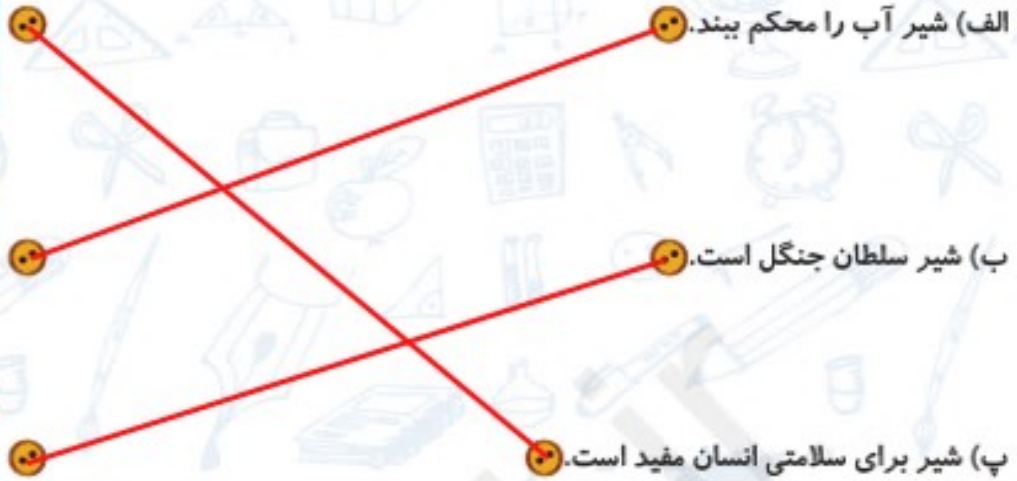 الف) شیر آب را محکم ببند.
ب) شیر سلطان جنگل است.
پ) شیر برای سلامتی انسان مفید است.